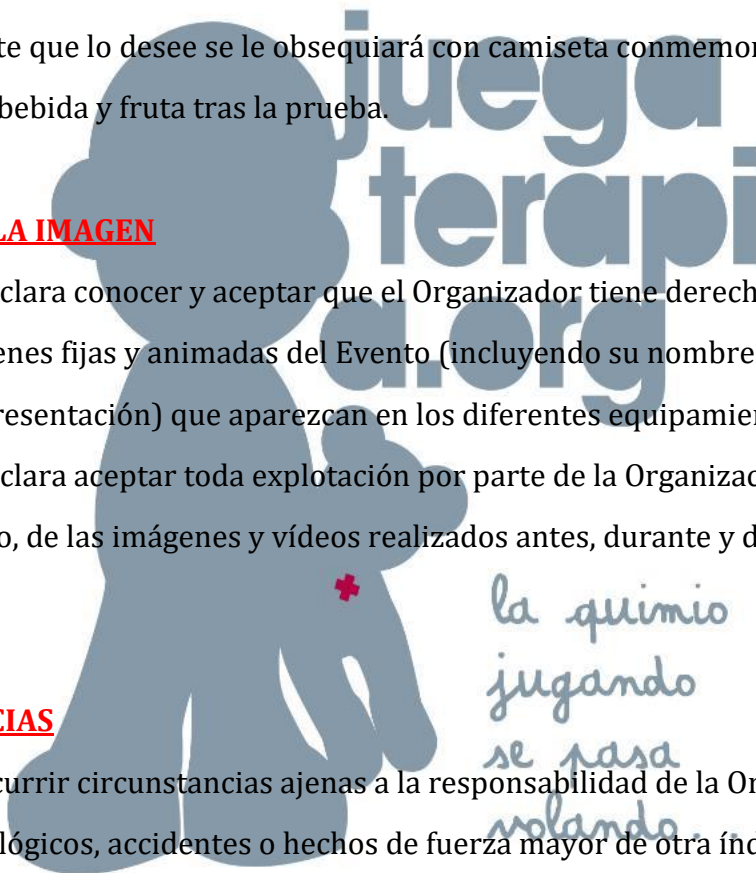 te que lo desee se le obsequiará con camiseta conmemor
juega
bebida y fruta tras la prueba.
terapi
LA IMAGEN
clara conocer y aceptar que el Organizador tiene derech
enes fijas y animadas del Evento (incluyendo su nombre
a.org
resentación) que aparezcan en los diferentes equipamie
clara aceptar toda explotación por parte de la Organizac
o, de las imágenes y vídeos realizados antes, durante y d
la quimio
jugando
CIAS
se pasa
currir circunstancias ajenas a la responsabilidad de la Or
volando...
lógicos, accidentes o hechos de fuerza mayor de otra índ